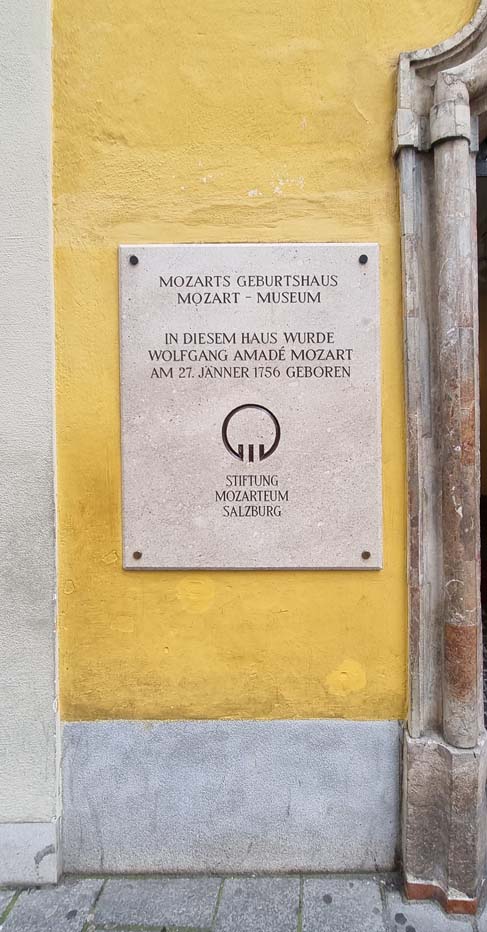 MOZARTS GEBURTSHAUS
MOZART - MUSEUM
IN DIESEM HAUS WURDE
WOLFGANG AMADÉ MOZART
AM 27. JÄNNER 1756 GEBOREN
STIFTUNG
MOZARTEUM
SALZBURG